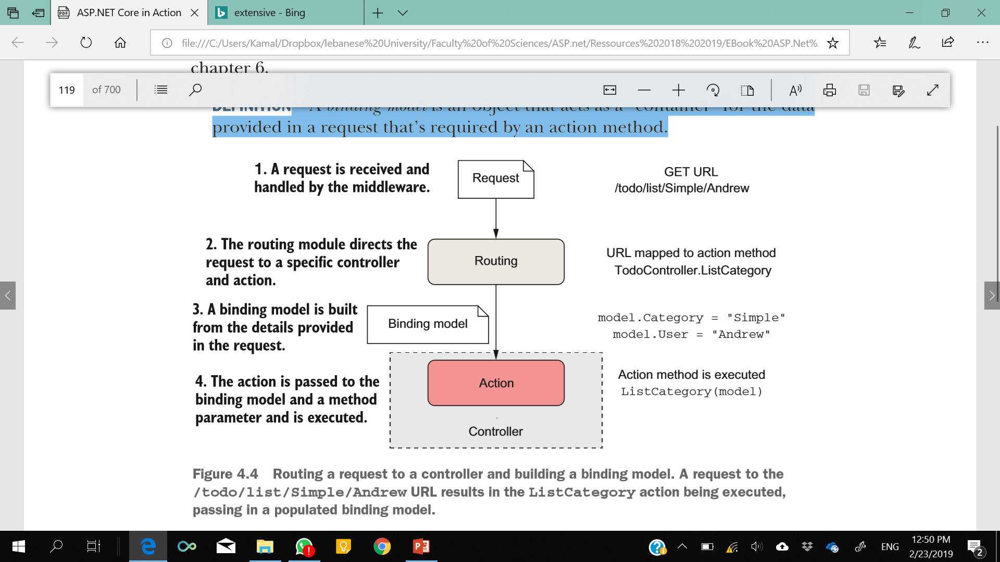 ASP.NET Core in Action
extensive - Bing
file:///C:/Users/Kamal/Dropbox/lebanese%20University/Faculty%20of%20Sciences/ASP.net/Ressources%202018%202019/EBook%20ASP.Net%
chapter 6.
119 of 700
DEFINITION A binding model is an object that acts as a "container" for the data
provided in a request that's required by an action method.
1. A request is received and
handled by the middleware.
Request
GET URL
/todo/list/Simple/Andrew
2. The routing module directs the
request to a specific controller
and action.
Routing
URL mapped to action method
TodoController.ListCategory
3. A binding model is built
from the details provided
in the request.
Binding model
model.Category = "Simple"
model.User = "Andrew"
4. The action is passed to the
binding model and a method
parameter and is executed.
Action
Controller
Action method is executed
ListCategory(model)
Figure 4.4 Routing a request to a controller and building a binding model. A request to the
/todo/list/Simple/Andrew URL results in the ListCategory action being executed,
passing in a populated binding model.
ENG
12:50 PM
2/23/2019
2